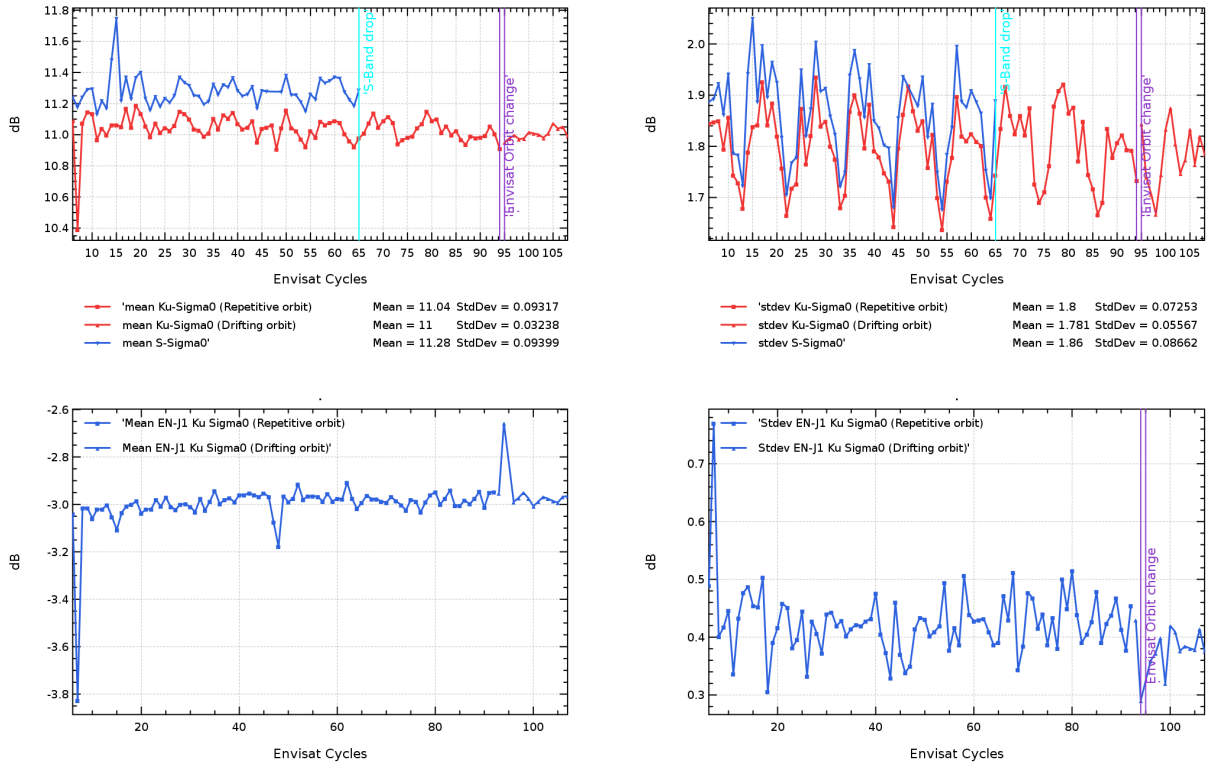 11.8
11.6
11.4
11.2
11.0
10.8
10.6
10.4
dB
'S-Band drop'
'Envisat Orbit change'
10 15 20 25 30 35 40 45 50 55 60 65 70 75 80 85 90 95 100 105
Envisat Cycles
'mean Ku-Sigma0 (Repetitive orbit) Mean = 11.04 StdDev = 0.09317
mean Ku-Sigma0 (Drifting orbit) Mean = 11 StdDev = 0.03238
mean S-Sigma0' Mean = 11.28 StdDev = 0.09399
2.0
1.9
1.8
1.7
dB
'S-Band drop'
'Envisat Orbit change'
10 15 20 25 30 35 40 45 50 55 60 65 70 75 80 85 90 95 100 105
Envisat Cycles
'stdev Ku-Sigma0 (Repetitive orbit) Mean = 1.8 StdDev = 0.07253
stdev Ku-Sigma0 (Drifting orbit) Mean = 1.781 StdDev = 0.05567
stdev S-Sigma0' Mean = 1.86 StdDev = 0.08662
-2.6
-2.8
-3.0
-3.2
-3.4
-3.6
-3.8
dB
'Mean EN-J1 Ku Sigma0 (Repetitive orbit)
Mean EN-J1 Ku Sigma0 (Drifting orbit)'
20 40 60 80 100
Envisat Cycles
0.7
0.6
0.5
0.4
0.3
dB
'Stdev EN-J1 Ku Sigma0 (Repetitive orbit)
Stdev EN-J1 Ku Sigma0 (Drifting orbit)'
Envisat Orbit change
20 40 60 80 100
Envisat Cycles